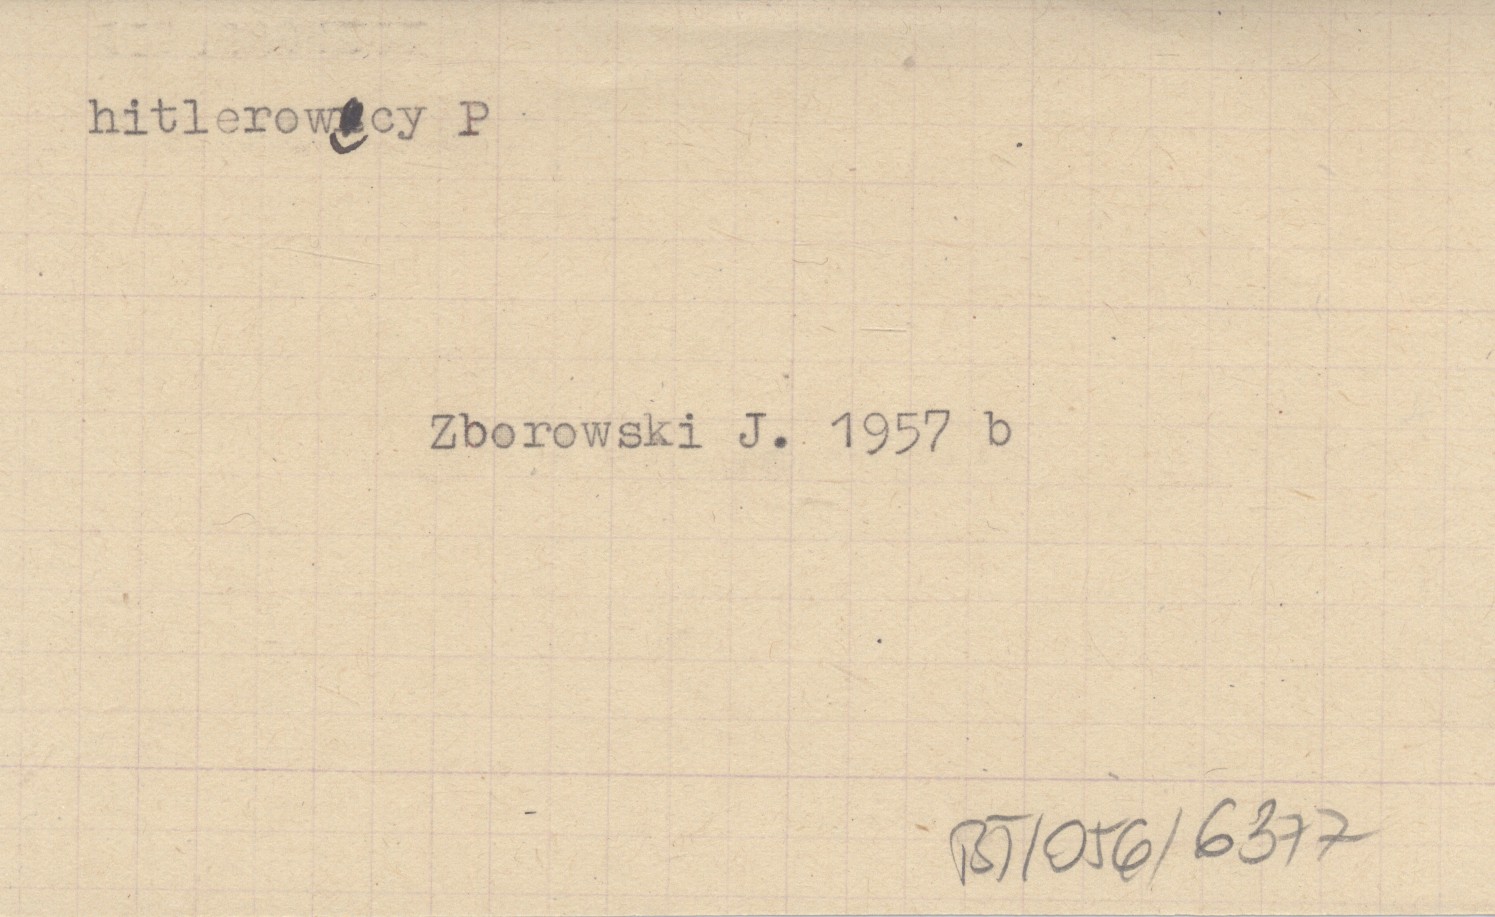 hitlerowcy P
Zborowski J. 1957 b
BT/056/6377